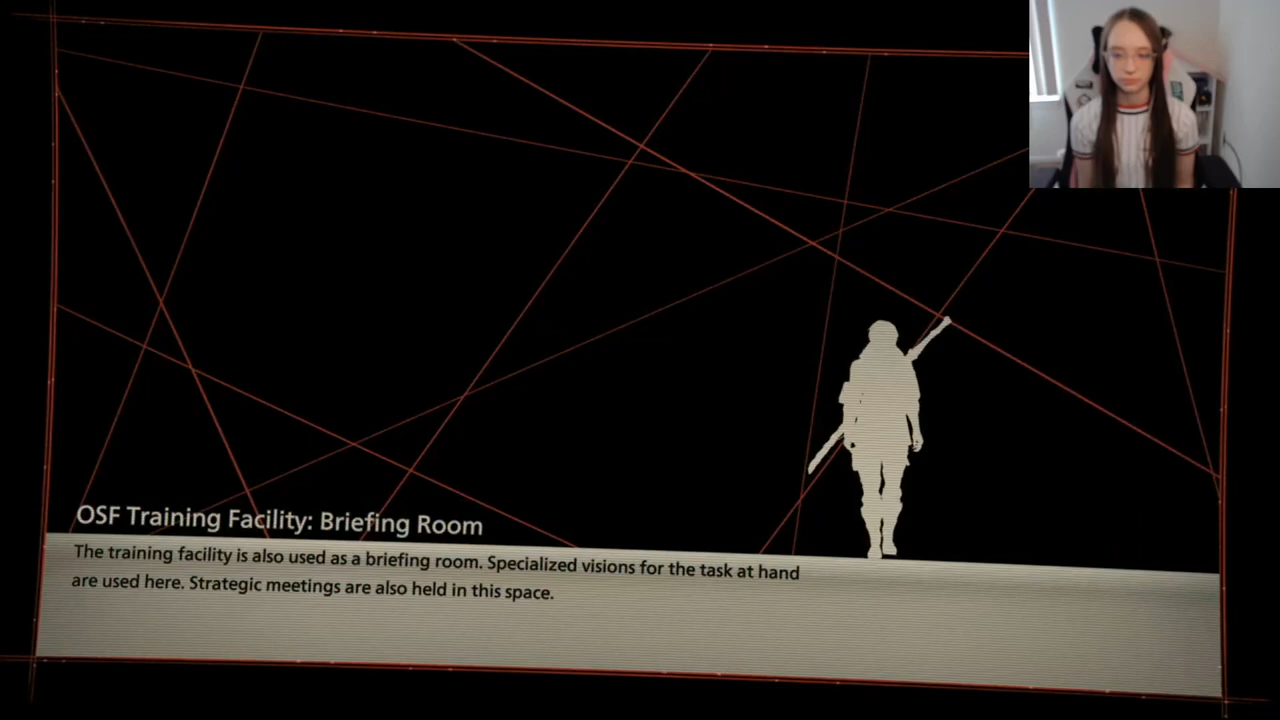 OSF Training Facility: Briefing Room
The training facility is also used as a briefing room. Specialized visions for the task at hand
are used here. Strategic meetings are also held in this space.